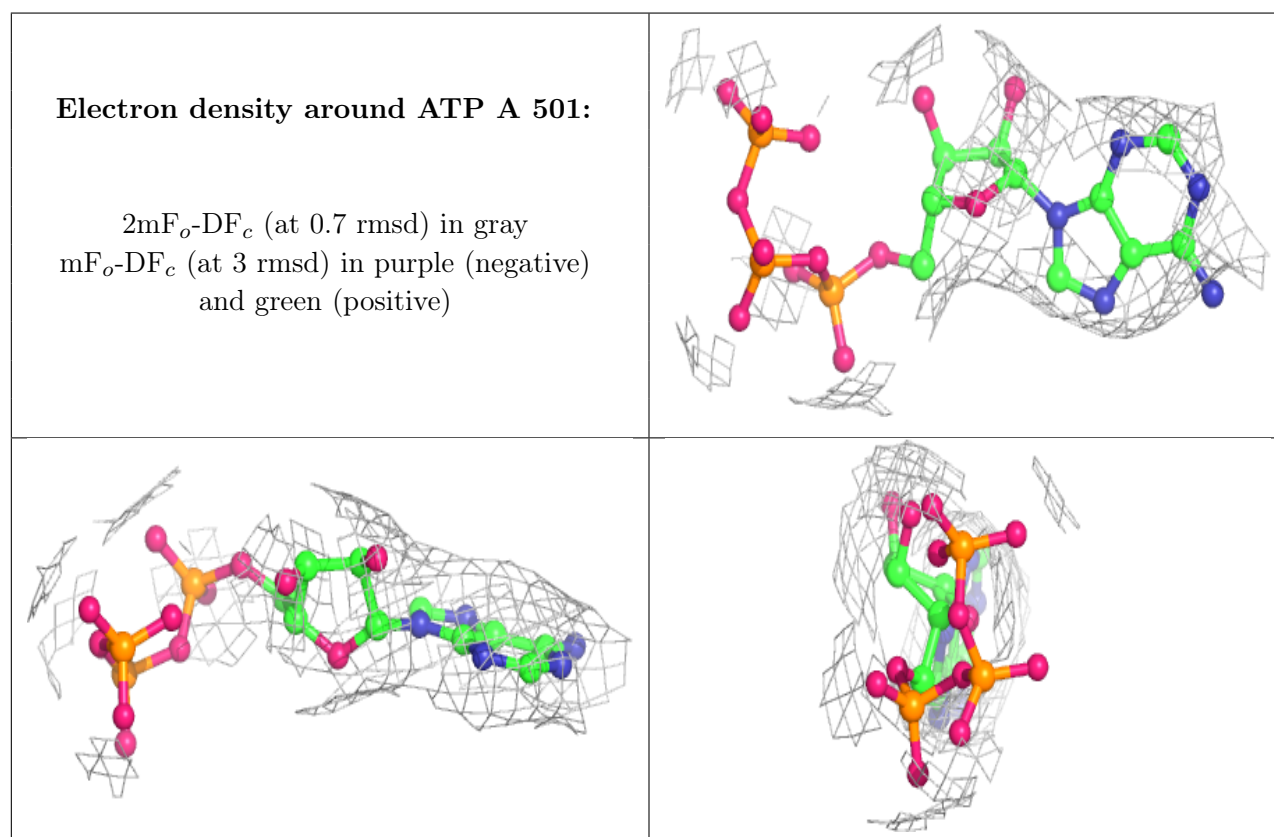 Electron density around ATP A 501:
2mFo-DFc (at 0.7 rmsd) in gray
mFo-DFc (at 3 rmsd) in purple (negative)
and green (positive)